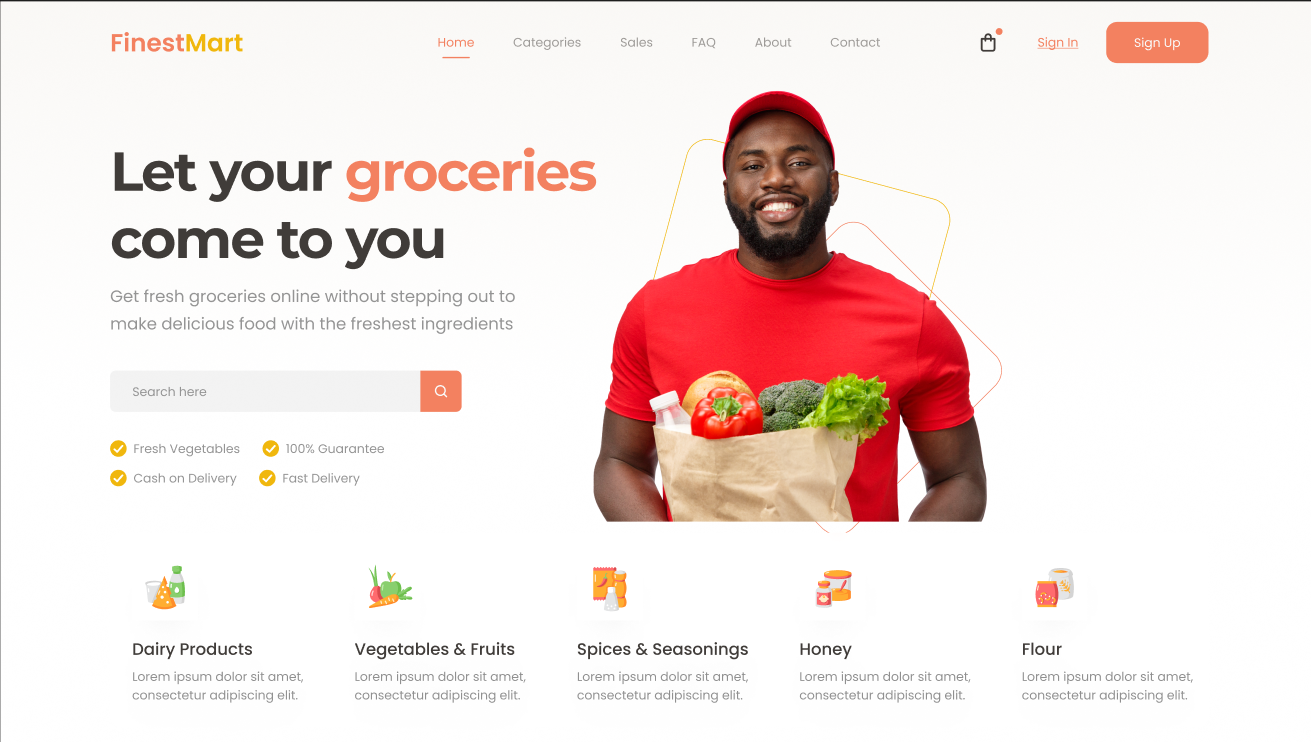 FinestMart
Home
Categories
Sales
FAQ
About
Contact
Sign In
Sign Up
Let your groceries
come to you
Get fresh groceries online without stepping out to
make delicious food with the freshest ingredients
Search here
Fresh Vegetables
100% Guarantee
Cash on Delivery
Fast Delivery
Dairy Products
Lorem ipsum dolor sit amet,
consectetur adipiscing elit.
Vegetables & Fruits
Lorem ipsum dolor sit amet,
consectetur adipiscing elit.
Spices & Seasonings
Lorem ipsum dolor sit amet,
consectetur adipiscing elit.
Honey
Lorem ipsum dolor sit amet,
consectetur adipiscing elit.
Flour
Lorem ipsum dolor sit amet,
consectetur adipiscing elit.